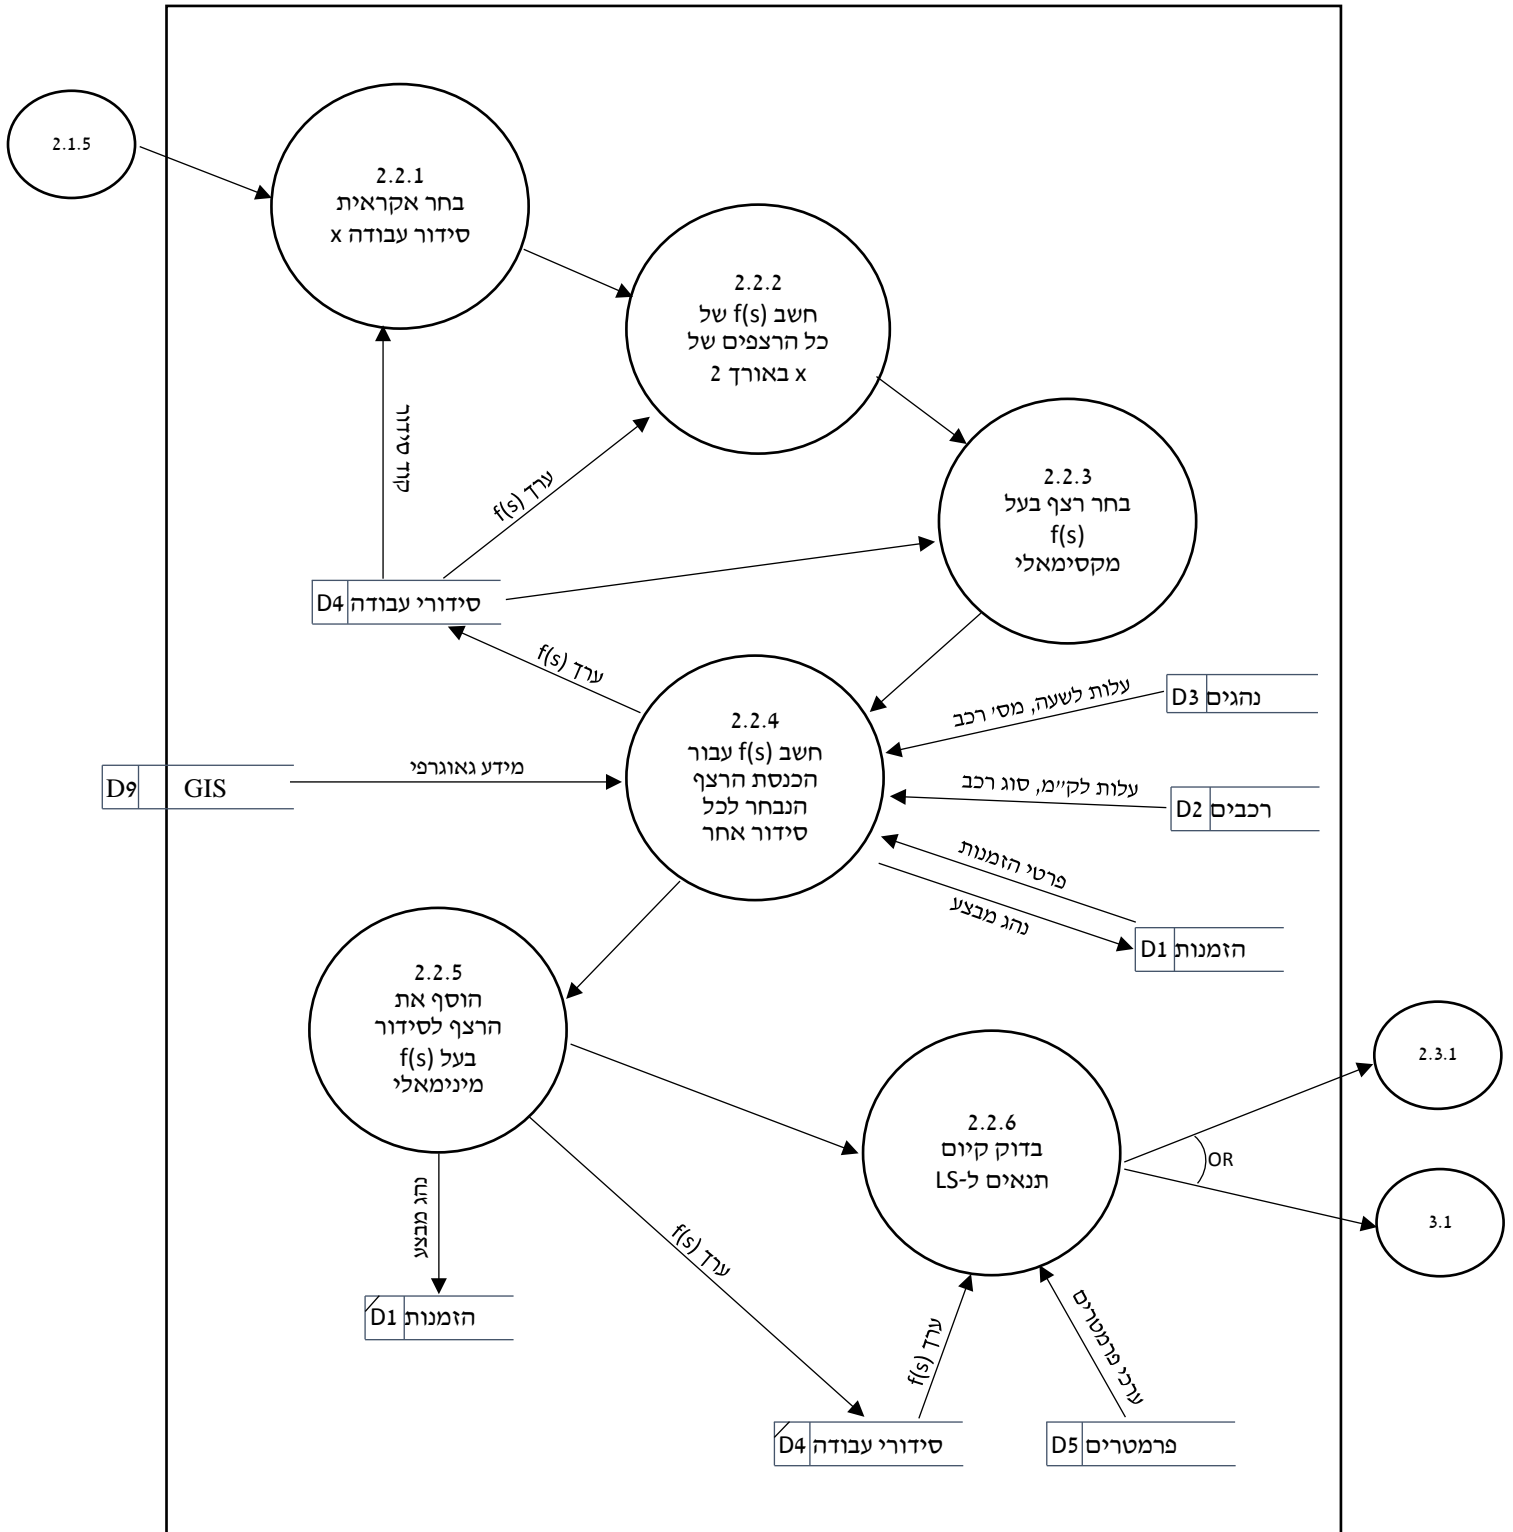 2.1.5
2.2.1
בחר אקראית
סידור עבודה x
2.2.2
חשב f(s) של
כל הרצפים של
x באורך 2
2.2.3
בחר רצף בעל
f(s)
מקסימאלי
קוד סידור
ערך f(s)
D4 סידורי עבודה
ערך f(s)
2.2.4
חשב f(s) עבור
הכנסת הרצף
הנבחר לכל
סידור אחר
D3 נהגים
עלות לשעה, מס' רכב
D9 GIS
מידע גאוגרפי
D2 רכבים
עלות לק״מ, סוג רכב
פרטי הזמנות
נהג מבצע
D1 הזמנות
2.2.5
הוסף את
הרצף לסידור
בעל f(s)
מינימאלי
2.2.6
בדוק קיום
תנאים ל-LS
2.3.1
OR
3.1
נהג מבצע
ערך f(s)
D1 הזמנות
ערך f(s)
ערכי פרמטרים
D4 סידורי עבודה
D5 פרמטרים